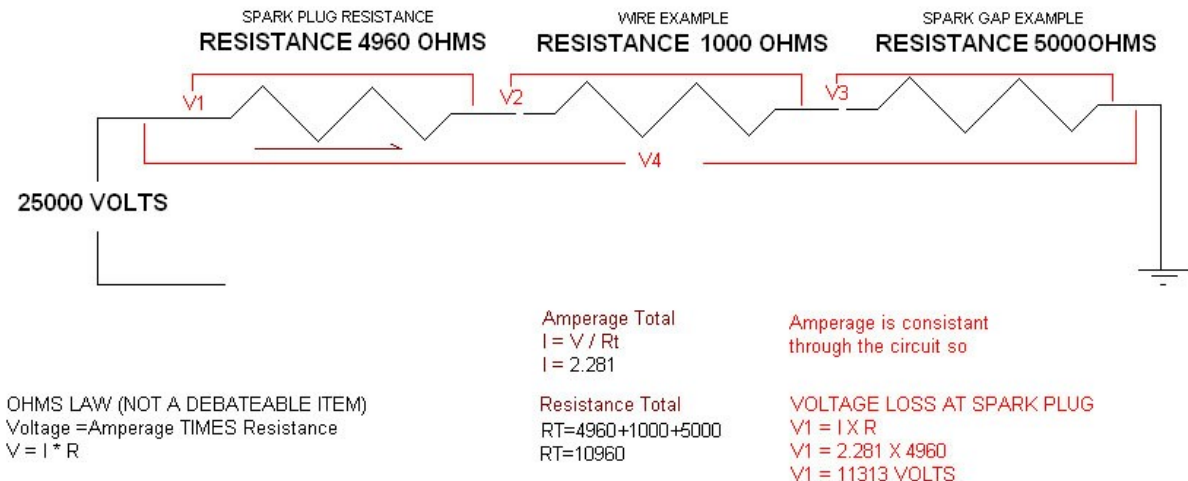 SPARK PLUG RESISTANCE
RESISTANCE 4960 OHMS
WIRE EXAMPLE
RESISTANCE 1000 OHMS
SPARK GAP EXAMPLE
RESISTANCE 5000OHMS
V1
V2
V3
V4
25000 VOLTS
Amperage Total
I = V / Rt
I = 2.281
Amperage is consistant
through the circuit so
OHMS LAW (NOT A DEBATEABLE ITEM)
Voltage =Amperage TIMES Resistance
V = I * R
Resistance Total
RT=4960+1000+5000
RT=10960
VOLTAGE LOSS AT SPARK PLUG
V1 = I X R
V1 = 2.281 X 4960
V1 = 11313 VOLTS